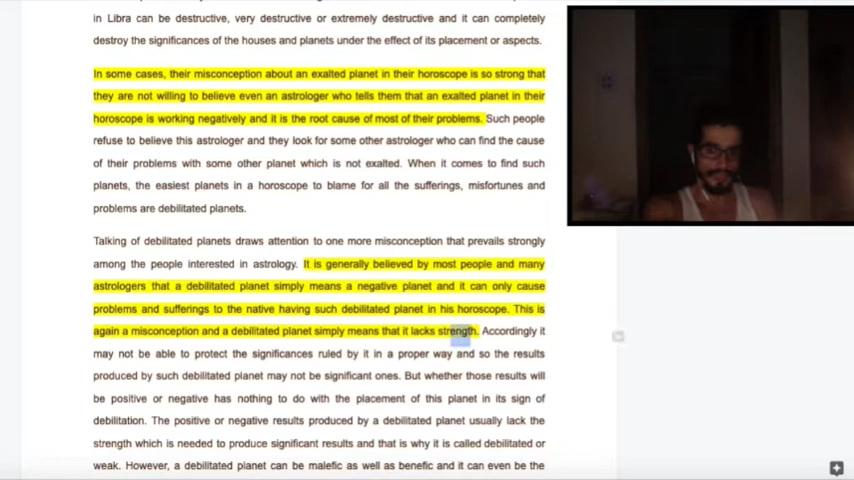 in Libra can be destructive, very destructive or extremely destructive and it can completely
destroy the significances of the houses and planets under the effect of its placement or aspects.
In some cases, their misconception about an exalted planet in their horoscope is so strong that
they are not willing to believe even an astrologer who tells them that an exalted planet in their
horoscope is working negatively and it is the root cause of most of their problems. Such people
refuse to believe this astrologer and they look for some other astrologer who can find the cause
of their problems with some other planet which is not exalted. When it comes to find such
planets, the easiest planets in a horoscope to blame for all the sufferings, misfortunes and
problems are debilitated planets.
Talking of debilitated planets draws attention to one more misconception that prevails strongly
among the people interested in astrology. It is generally believed by most people and many
astrologers that a debilitated planet simply means a negative planet and it can only cause
problems and sufferings to the native having such debilitated planet in his horoscope. This is
again a misconception and a debilitated planet simply means that it lacks strength. Accordingly it
may not be able to protect the significances ruled by it in a proper way and so the results
produced by such debilitated planet may not be significant ones. But whether those results will
be positive or negative has nothing to do with the placement of this planet in its sign of
debilitation. The positive or negative results produced by a debilitated planet usually lack the
strength which is needed to produce significant results and that is why it is called debilitated or
weak. However, a debilitated planet can be malefic as well as benefic and it can even be the